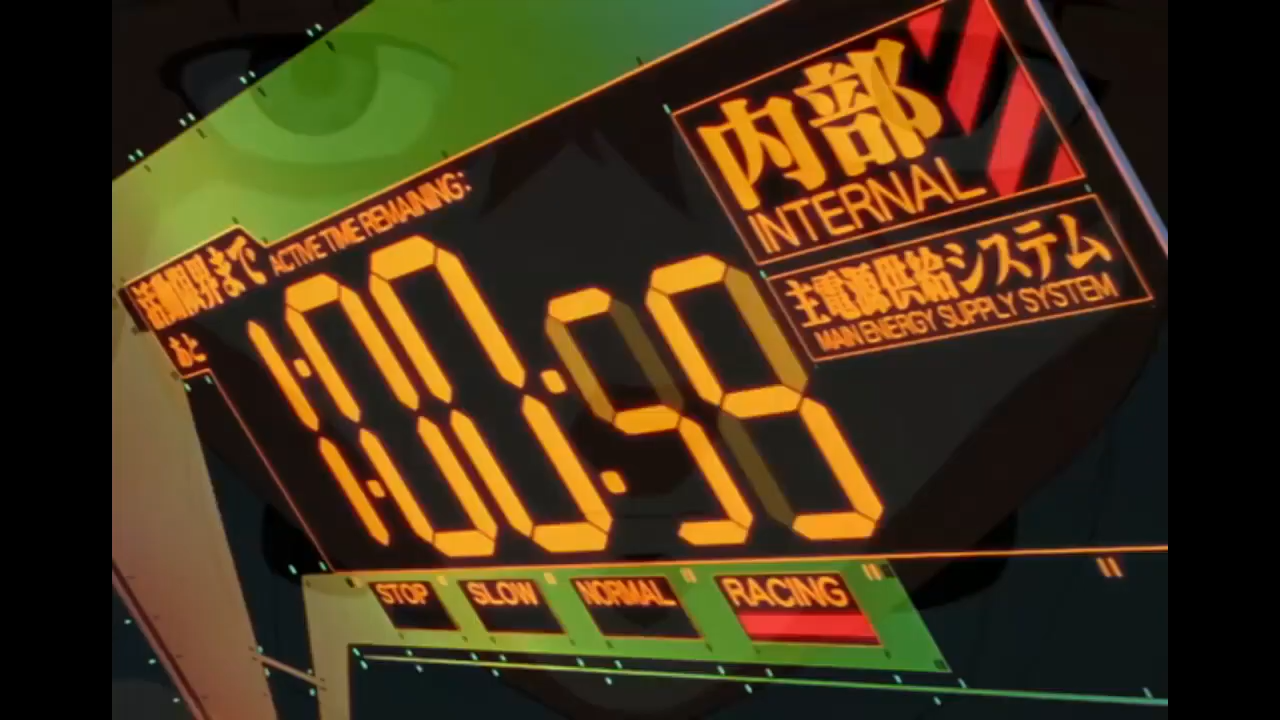 内部
INTERNAL
主電源供給システム
MAIN ENERGY SUPPLY SYSTEM
活動限界まで
ACTIVE TIME REMAINING:
あと
1:00:55
STOP
SLOW
NORMAL
RACING